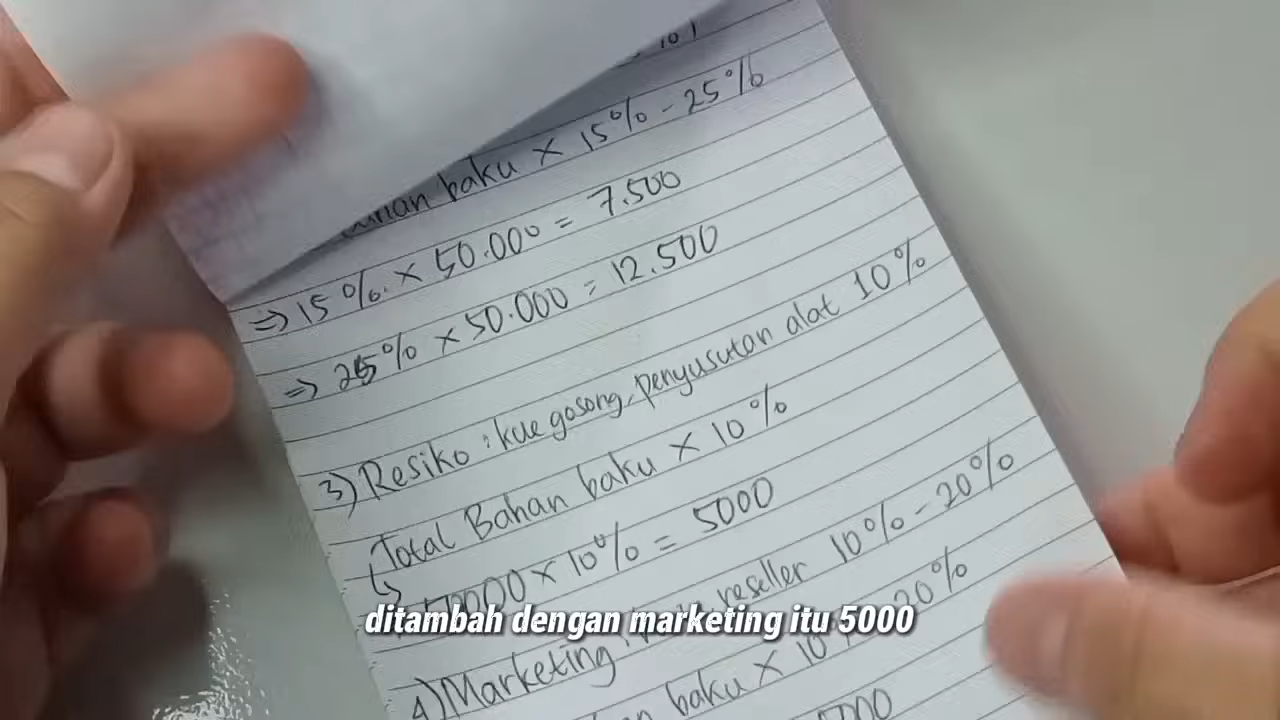 baku × 15% - 25%
⇒ 15% × 50.000 = 7.500
⇒ 25% × 50.000 = 12.500
3) Resiko : kue gosong, penyusutan alat 10%
Total Bahan baku × 10%
× 10% = 5000
4) Marketing : reseller 10% - 20%
baku × 10% - 20%
5000
ditambah dengan marketing itu 5000